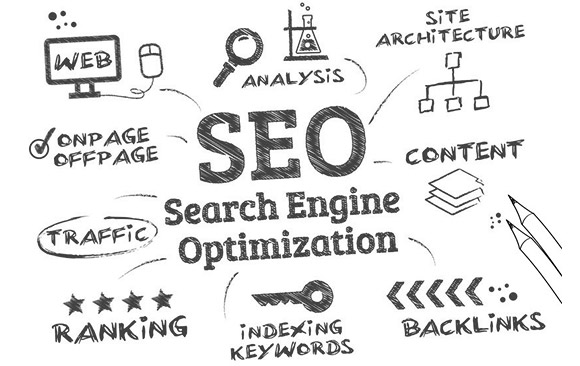 WEB
ANALYSIS
SITE
ARCHITECTURE
ONPAGE
OFFPAGE
SEO
CONTENT
Search Engine
Optimization
TRAFFIC
RANKING
INDEXING
KEYWORDS
BACKLINKS